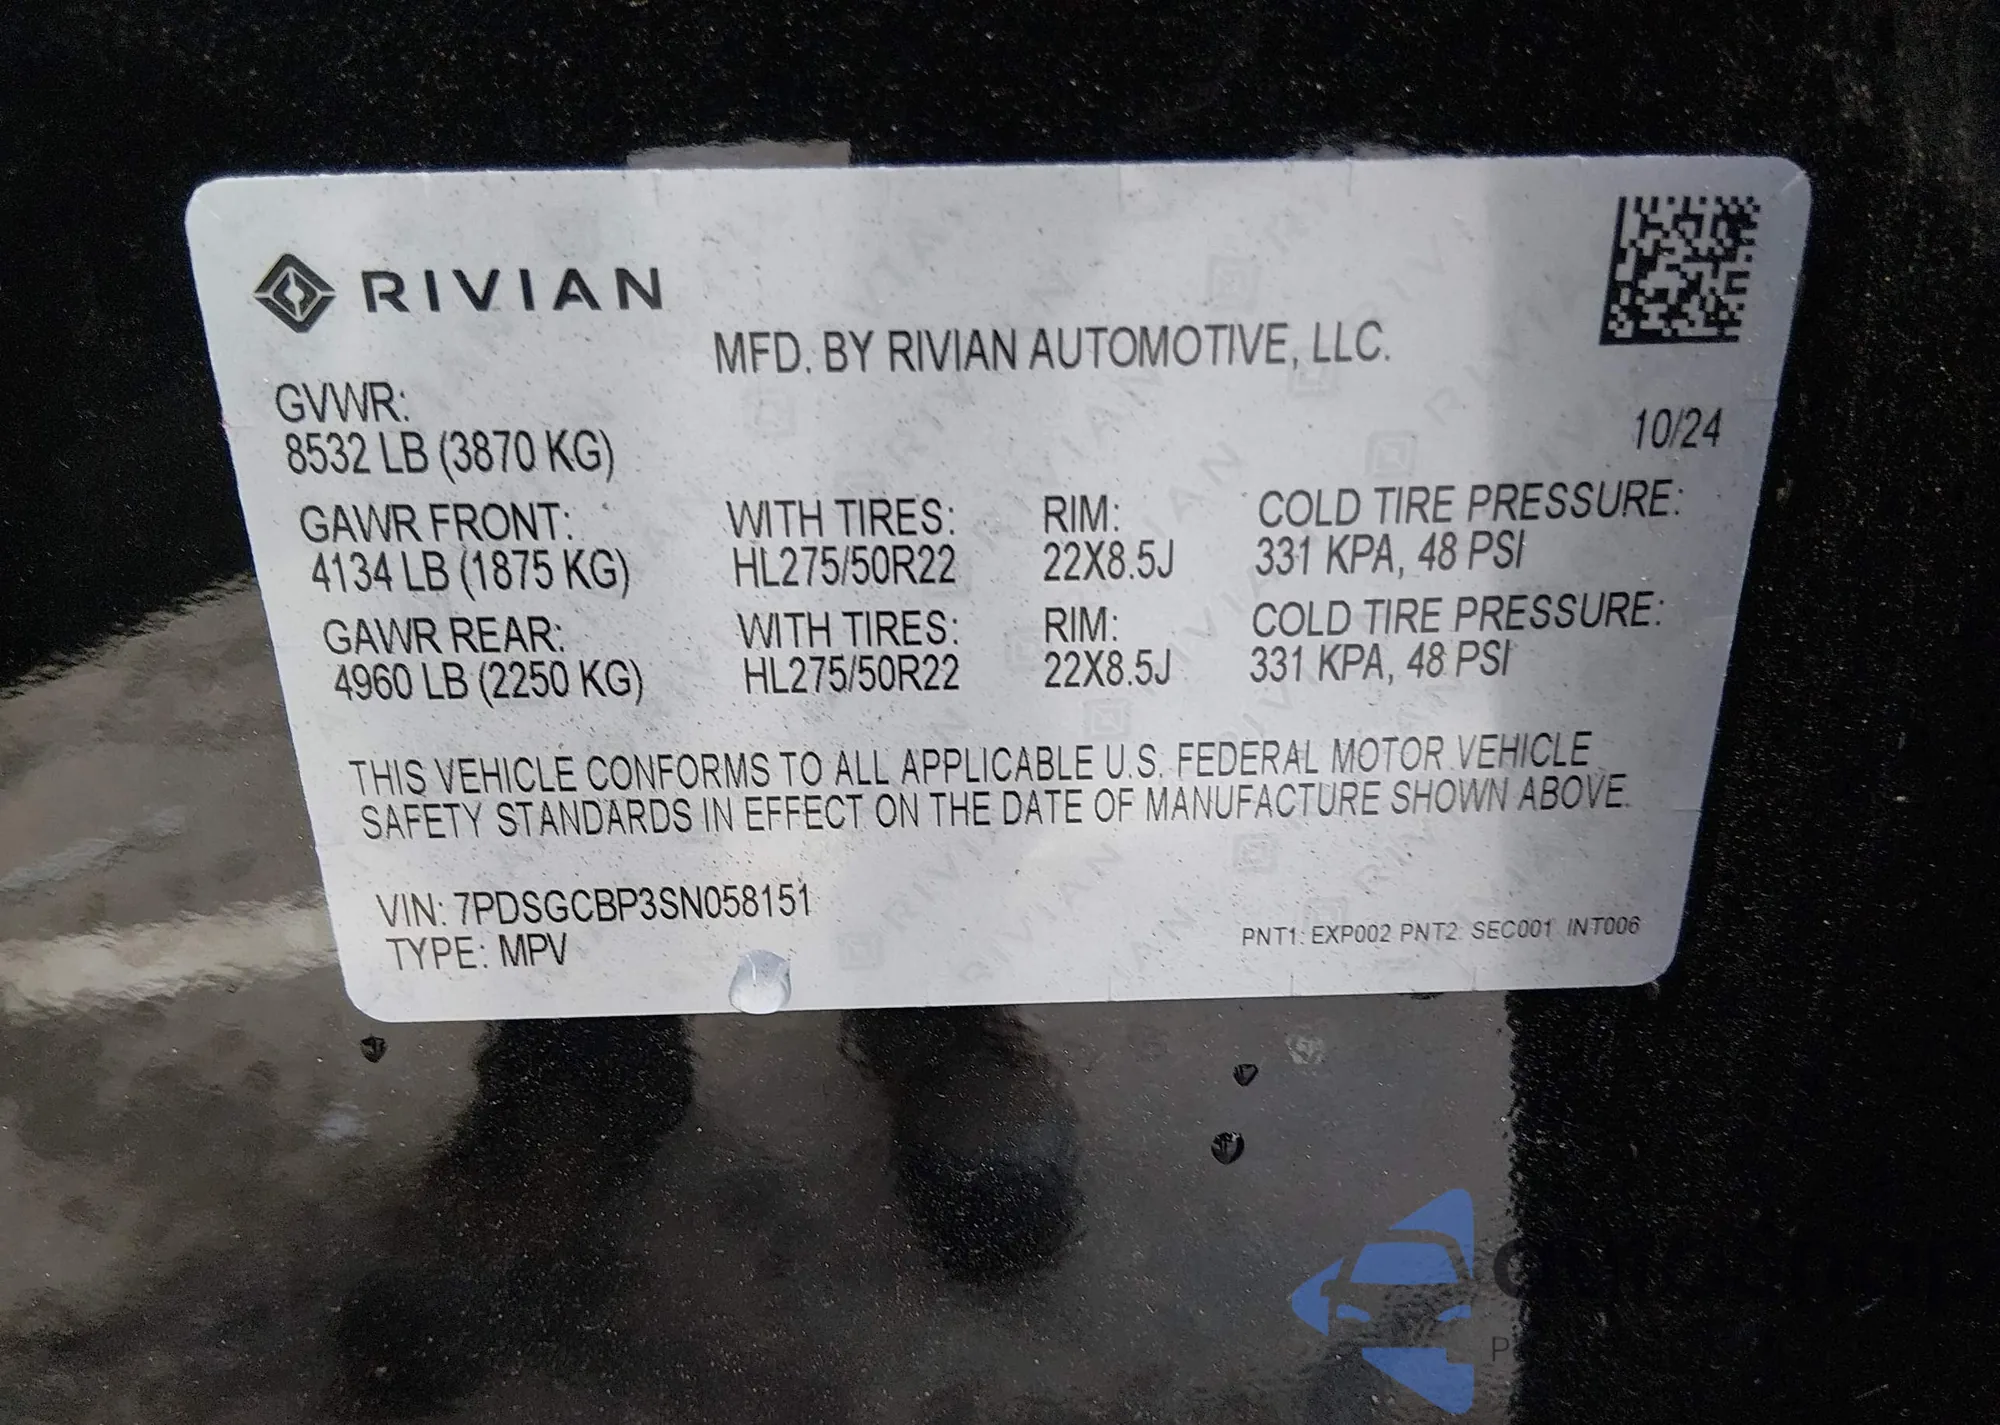 RIVIAN
MFD. BY RIVIAN AUTOMOTIVE, LLC.
GVWR:
8532 LB (3870 KG)
10/24
GAWR FRONT: WITH TIRES: RIM: COLD TIRE PRESSURE:
4134 LB (1875 KG) HL275/50R22 22X8.5J 331 KPA, 48 PSI
GAWR REAR: WITH TIRES: RIM: COLD TIRE PRESSURE:
4960 LB (2250 KG) HL275/50R22 22X8.5J 331 KPA, 48 PSI
THIS VEHICLE CONFORMS TO ALL APPLICABLE U.S. FEDERAL MOTOR VEHICLE
SAFETY STANDARDS IN EFFECT ON THE DATE OF MANUFACTURE SHOWN ABOVE.
VIN: 7PDSGCBP3SN058151
TYPE: MPV
PNT1: EXP002 PNT2: SEC001 INT006